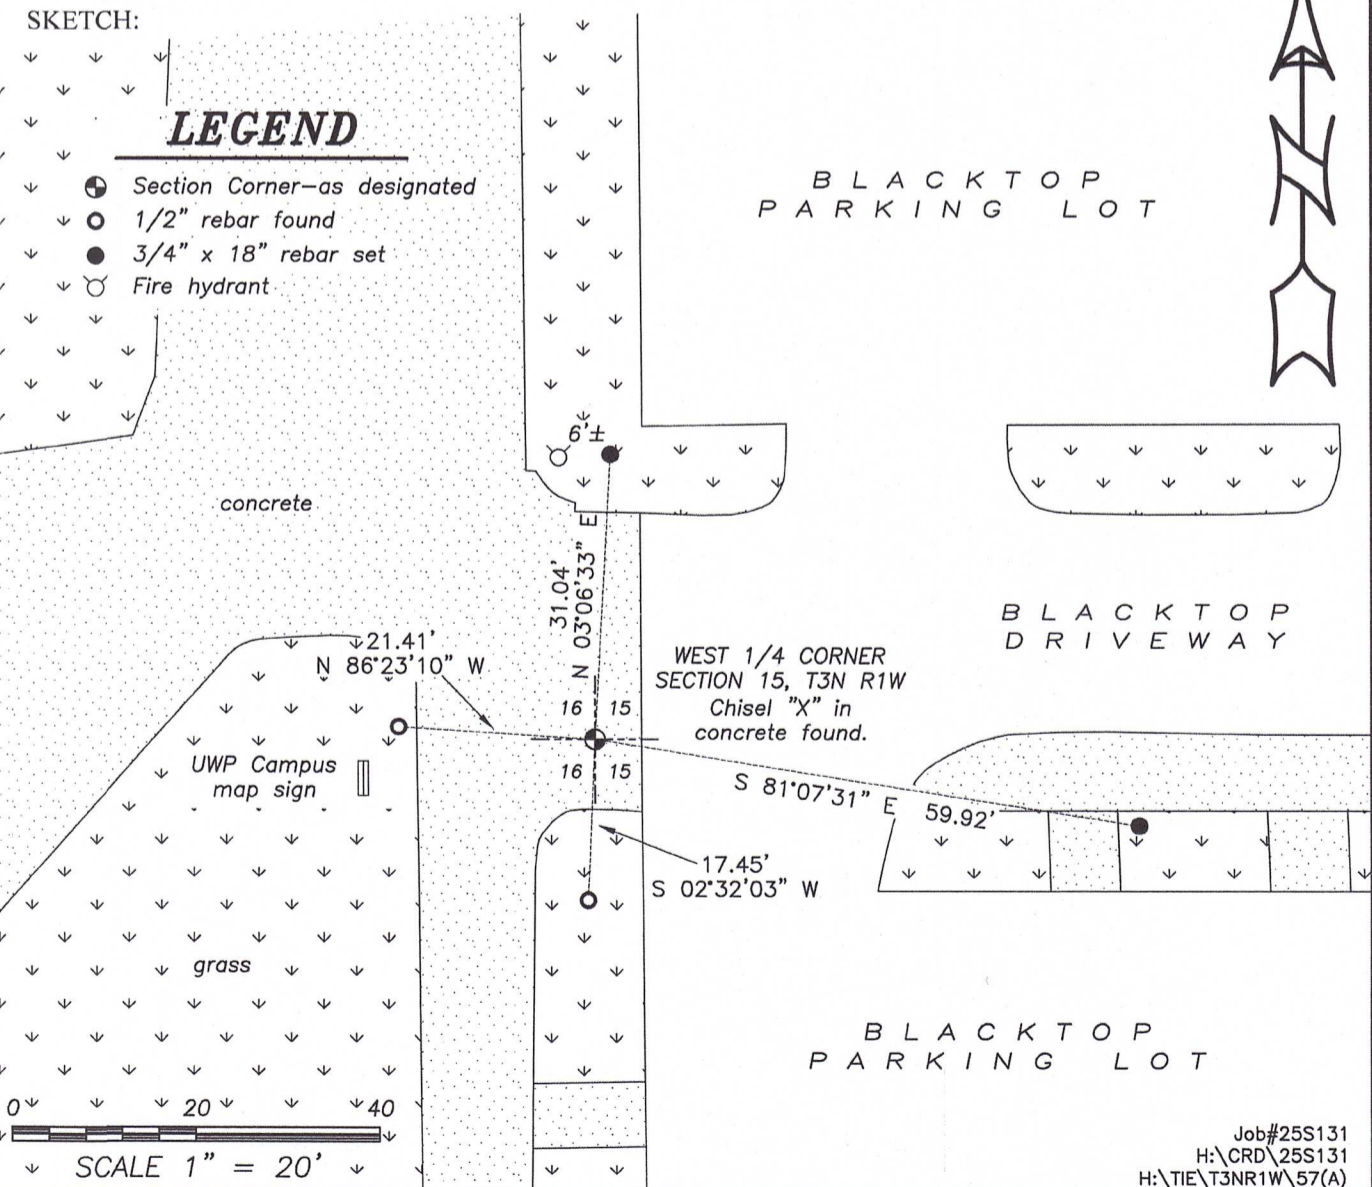 SKETCH:
LEGEND
Section Corner-as designated
1/2" rebar found
3/4" x 18" rebar set
Fire hydrant
BLACKTOP
PARKING LOT
N
6'±
concrete
31.04'
N 03°06'33" E
BLACKTOP
DRIVEWAY
21.41'
N 86°23'10" W
WEST 1/4 CORNER
SECTION 15, T3N R1W
Chisel "X" in
concrete found.
16 15
16 15
UWP Campus
map sign
S 81°07'31" E 59.92'
17.45'
S 02°32'03" W
grass
BLACKTOP
PARKING LOT
0 20 40
SCALE 1" = 20'
Job#25S131
H:\CRD\25S131
H:\TIE\T3NR1W\57(A)